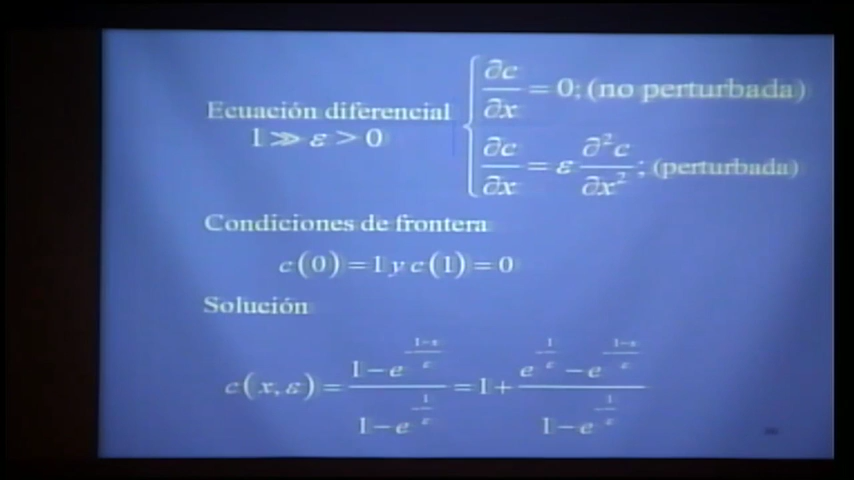 Ecuación diferencial
1 ≫ ε > 0
∂c/∂x = 0; (no perturbada)
∂c/∂x = ε ∂²c/∂x² ; (perturbada)
Condiciones de frontera
c(0) = 1 y c(1) = 0
Solución
c(x, ε) = (1 − e^(−(1−x)/ε)) / (1 − e^(−1/ε)) = 1 + (e^(−1/ε) − e^(−(1−x)/ε)) / (1 − e^(−1/ε))